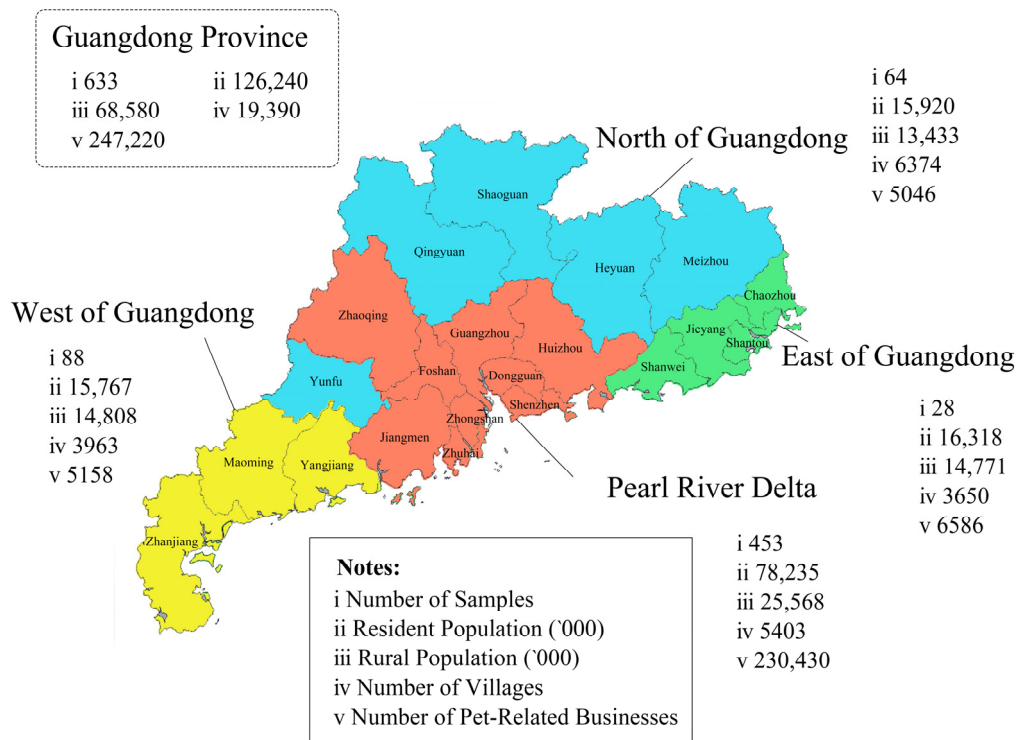 Guangdong Province
i 633 ii 126,240
iii 68,580 iv 19,390
v 247,220
North of Guangdong
i 64
ii 15,920
iii 13,433
iv 6374
v 5046
Shaoguan
Qingyuan
Heyuan
Meizhou
Chaozhou
Jieyang
Shantou
Shanwei
East of Guangdong
i 28
ii 16,318
iii 14,771
iv 3650
v 6586
West of Guangdong
i 88
ii 15,767
iii 14,808
iv 3963
v 5158
Zhaoqing
Guangzhou
Huizhou
Yunfu
Foshan
Dongguan
Shenzhen
Zhongshan
Jiangmen
Zhuhai
Maoming
Yangjiang
Zhanjiang
Pearl River Delta
i 453
ii 78,235
iii 25,568
iv 5403
v 230,430
Notes:
i Number of Samples
ii Resident Population (`000)
iii Rural Population (`000)
iv Number of Villages
v Number of Pet-Related Businesses